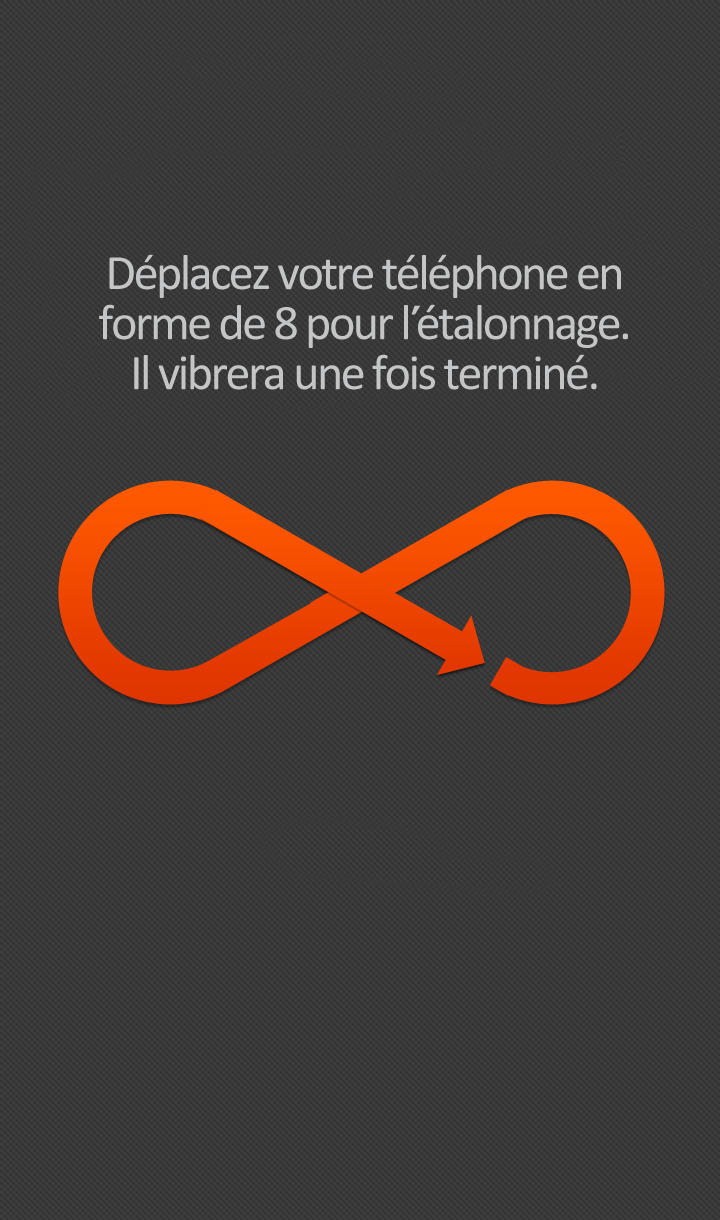 Déplacez votre téléphone en
forme de 8 pour l’étalonnage.
Il vibrera une fois terminé.